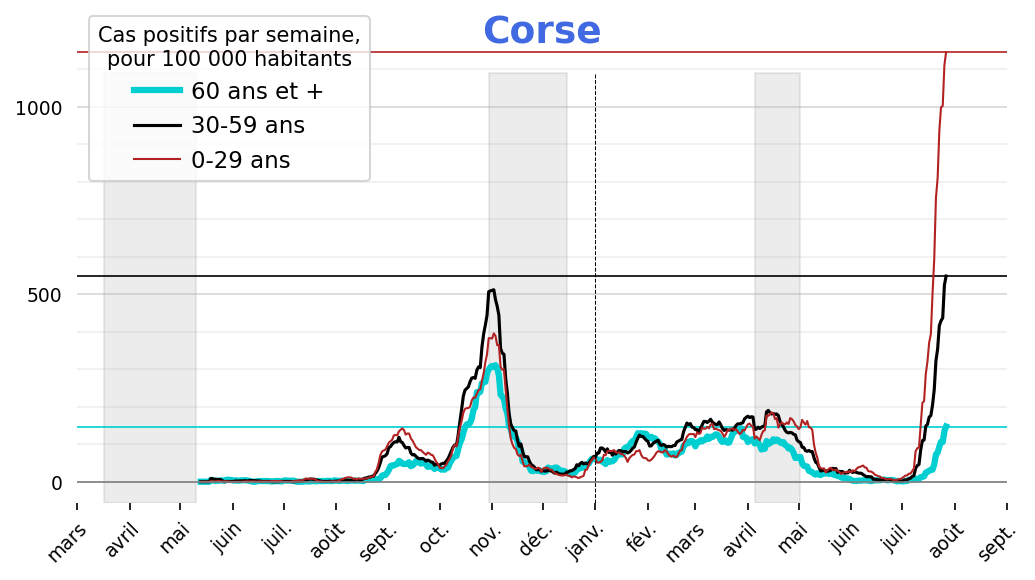 Corse
Cas positifs par semaine,
pour 100 000 habitants
60 ans et +
30-59 ans
0-29 ans
1000
500
0
mars avril mai juin juil. août sept. oct. nov. déc. janv. fév. mars avril mai juin juil. août sept.